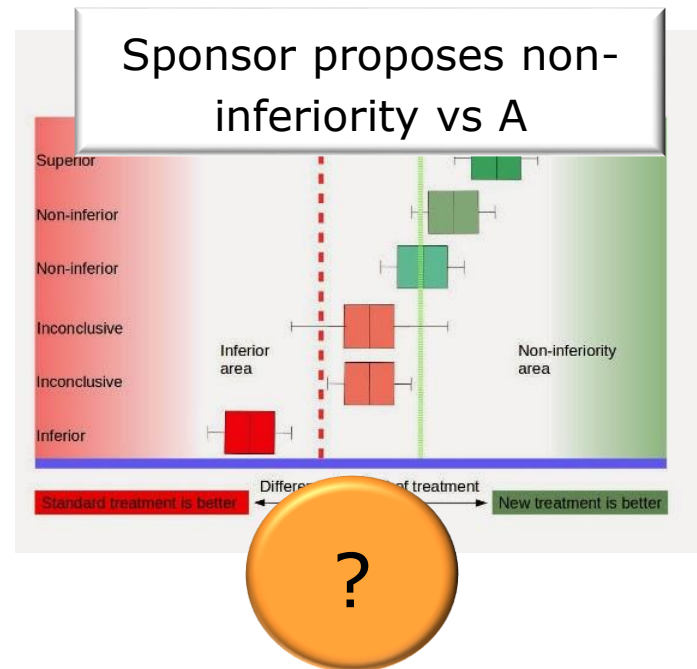 Sponsor proposes non-
inferiority vs A
Superior
Non-inferior
Non-inferior
Inconclusive
Inferior
area
Non-inferiority
area
Inconclusive
Inferior
of treatment
Standard treatment is better
New treatment is better
?